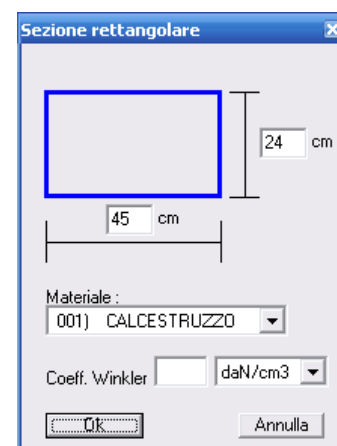 Sezione rettangolare
24 cm
45 cm
Materiale :
001) CALCESTRUZZO
Coeff. Winkler daN/cm3
Ok Annulla